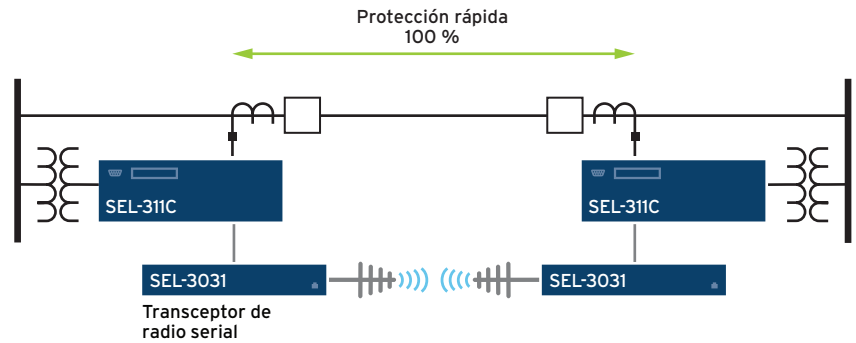 Protección rápida
100 %
SEL-311C
SEL-311C
SEL-3031
SEL-3031
Transceptor de
radio serial